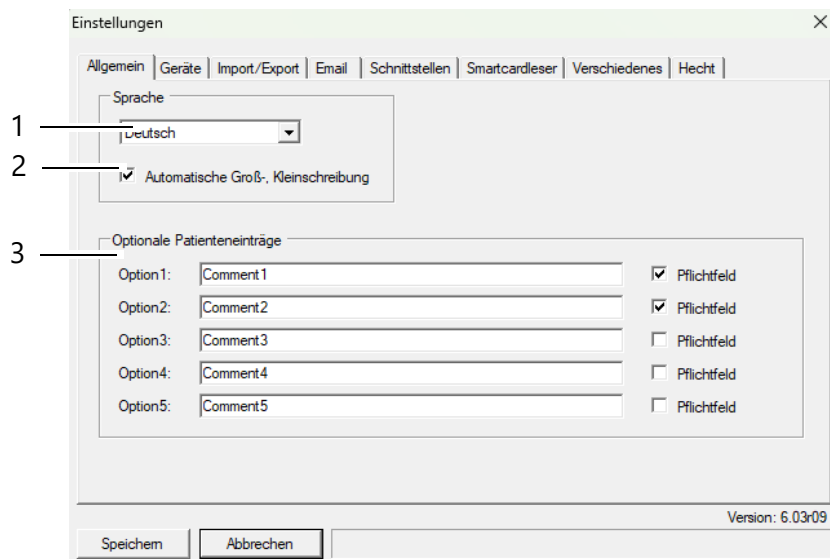 Einstellungen
Allgemein Geräte Import/Export Email Schnittstellen Smartcardleser Verschiedenes Hecht
Sprache
1 Deutsch
2 Automatische Groß-, Kleinschreibung
3 Optionale Patienteneinträge
Option1: Comment1 Pflichtfeld
Option2: Comment2 Pflichtfeld
Option3: Comment3 Pflichtfeld
Option4: Comment4 Pflichtfeld
Option5: Comment5 Pflichtfeld
Version: 6.03r09
Speichern Abbrechen